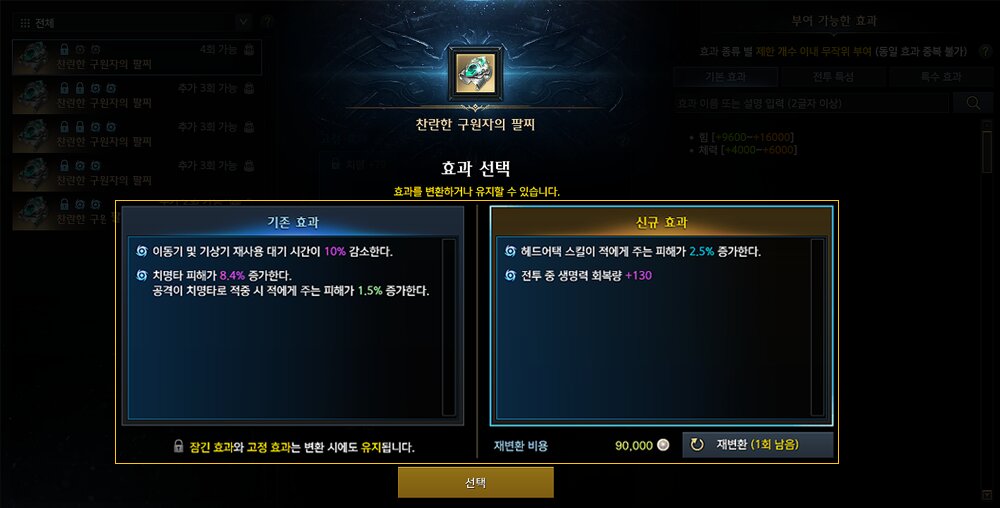 전체
?
4회 가능
찬란한 구원자의 팔찌
추가 3회 가능
찬란한 구원자의 팔찌
추가 3회 가능
찬란한 구원자의 팔찌
추가 3회 가능
찬란한 구원자의 팔찌
찬란한 구원
찬란한 구원자의 팔찌
효과 선택
효과를 변환하거나 유지할 수 있습니다.
기존 효과
이동기 및 기상기 재사용 대기 시간이 10% 감소한다.
치명타 피해가 8.4% 증가한다.
공격이 치명타로 적중 시 적에게 주는 피해가 1.5% 증가한다.
잠긴 효과와 고정 효과는 변환 시에도 유지됩니다.
신규 효과
헤드어택 스킬이 적에게 주는 피해가 2.5% 증가한다.
전투 중 생명력 회복량 +130
재변환 비용 90,000
재변환 (1회 남음)
선택
부여 가능한 효과
효과 종류 별 제한 개수 이내 무작위 부여 (동일 효과 중복 불가)
?
기본 효과 전투 특성 특수 효과
효과 이름 또는 설명 입력 (2글자 이상)
힘 [+9600~+16000]
체력 [+4000~+6000]